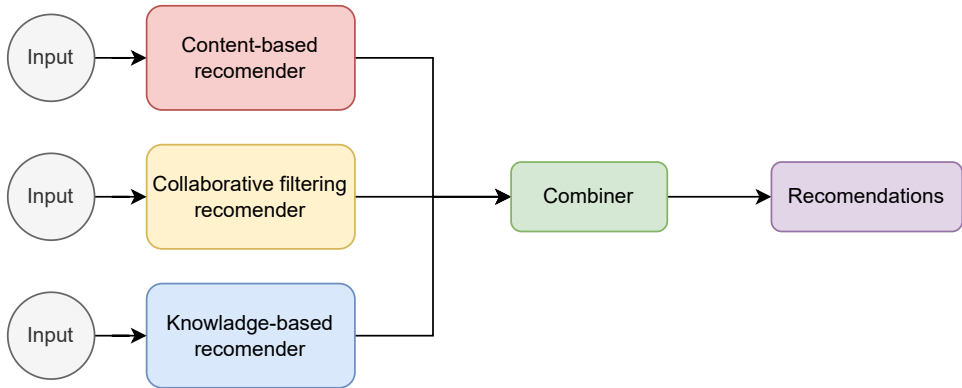 Input
Content-based
recomender
Input
Collaborative filtering
recomender
Combiner
Recomendations
Input
Knowladge-based
recomender